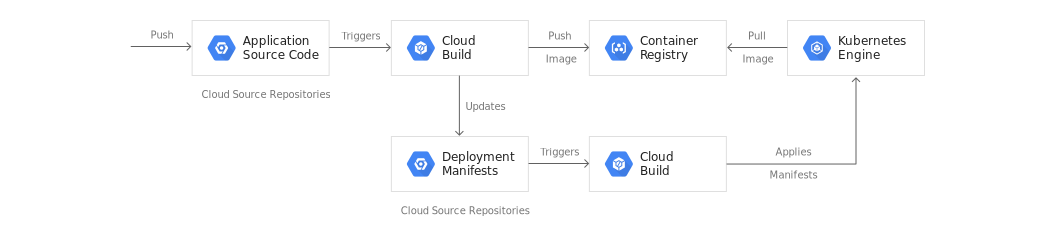 Push
Application
Source Code
Triggers
Cloud
Build
Push
Image
Container
Registry
Pull
Image
Kubernetes
Engine
Cloud Source Repositories
Updates
Deployment
Manifests
Triggers
Cloud
Build
Applies
Manifests
Cloud Source Repositories